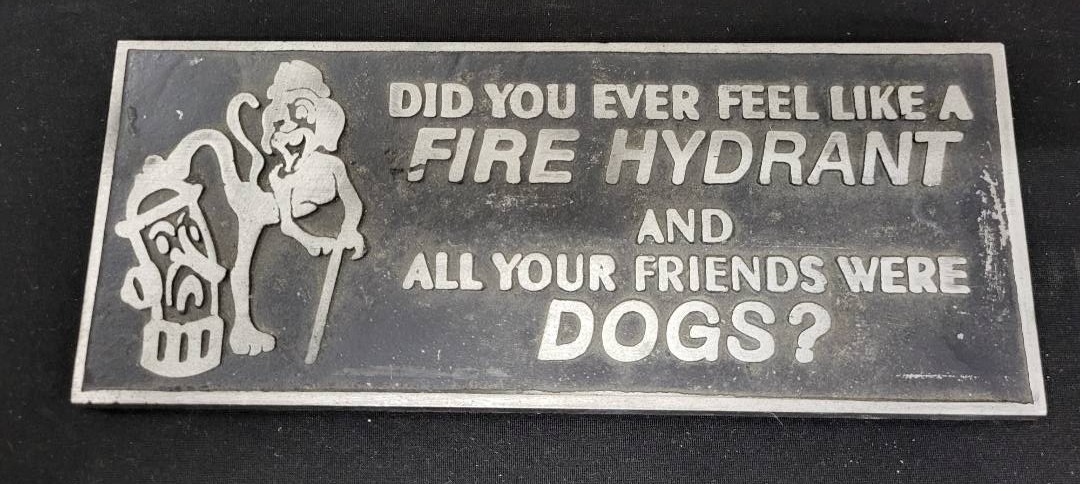 DID YOU EVER FEEL LIKE A
FIRE HYDRANT
AND
ALL YOUR FRIENDS WERE
DOGS?